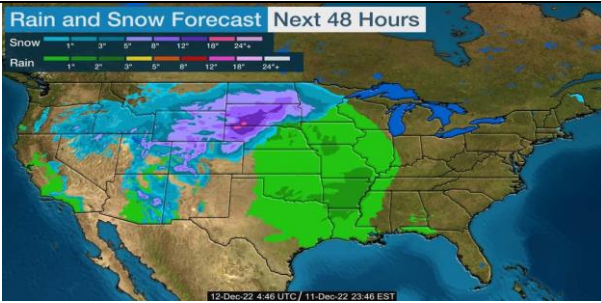 Rain and Snow Forecast Next 48 Hours
Snow 1" 3" 5" 8" 12" 18" 24"+
Rain 1" 2" 3" 5" 8" 12" 18" 24"+
12-Dec-22 4:46 UTC / 11-Dec-22 23:46 EST